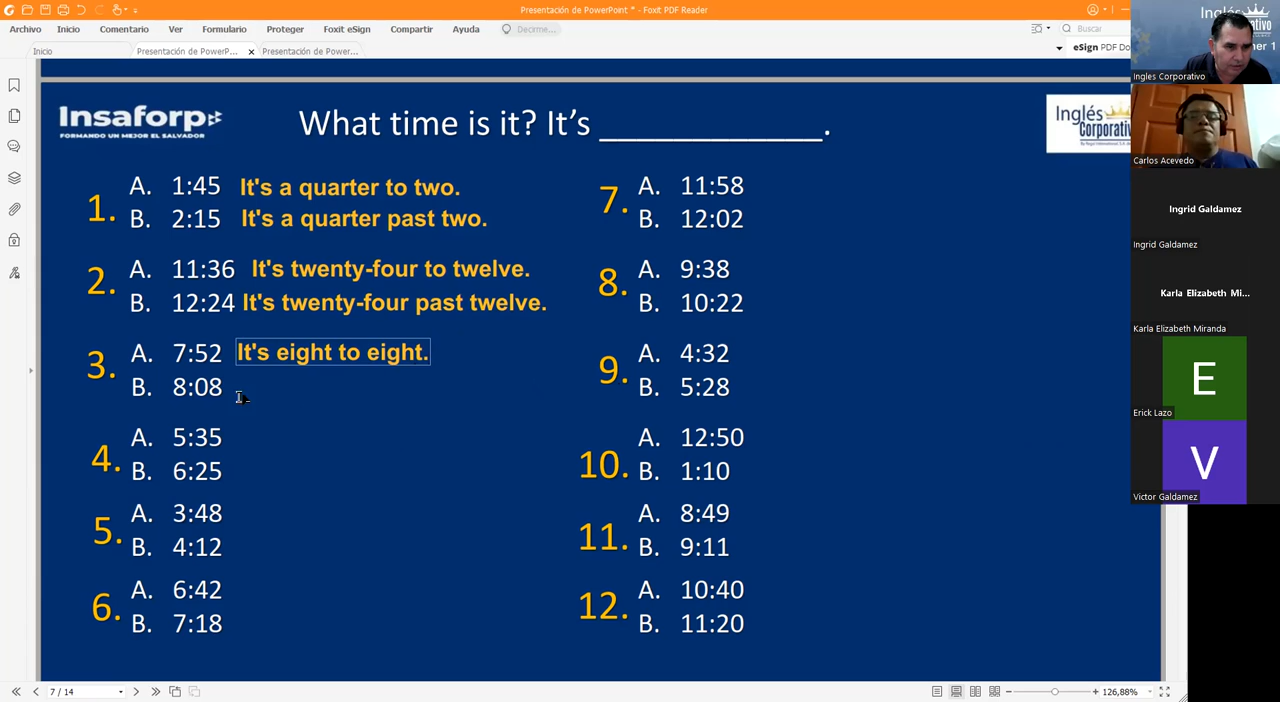 Presentación de PowerPoint * - Foxit PDF Reader
Archivo Inicio Comentario Ver Formulario Proteger Foxit eSign Compartir Ayuda Decirme... Buscar
Inicio Presentación de PowerP... Presentación de Power... eSign PDF Do
Insaforp
FORMANDO UN MEJOR EL SALVADOR
What time is it? It's _____________.
Inglés
Corporativo
1.
A. 1:45 It's a quarter to two.
B. 2:15 It's a quarter past two.
2.
A. 11:36 It's twenty-four to twelve.
B. 12:24 It's twenty-four past twelve.
3.
A. 7:52 It's eight to eight.
B. 8:08
4.
A. 5:35
B. 6:25
5.
A. 3:48
B. 4:12
6.
A. 6:42
B. 7:18
7.
A. 11:58
B. 12:02
8.
A. 9:38
B. 10:22
9.
A. 4:32
B. 5:28
10.
A. 12:50
B. 1:10
11.
A. 8:49
B. 9:11
12.
A. 10:40
B. 11:20
Ingles Corporativo
Carlos Acevedo
Ingrid Galdamez
Ingrid Galdamez
Karla Elizabeth Mi...
Karla Elizabeth Miranda
E
Erick Lazo
V
Victor Galdamez
7 / 14
126,88%